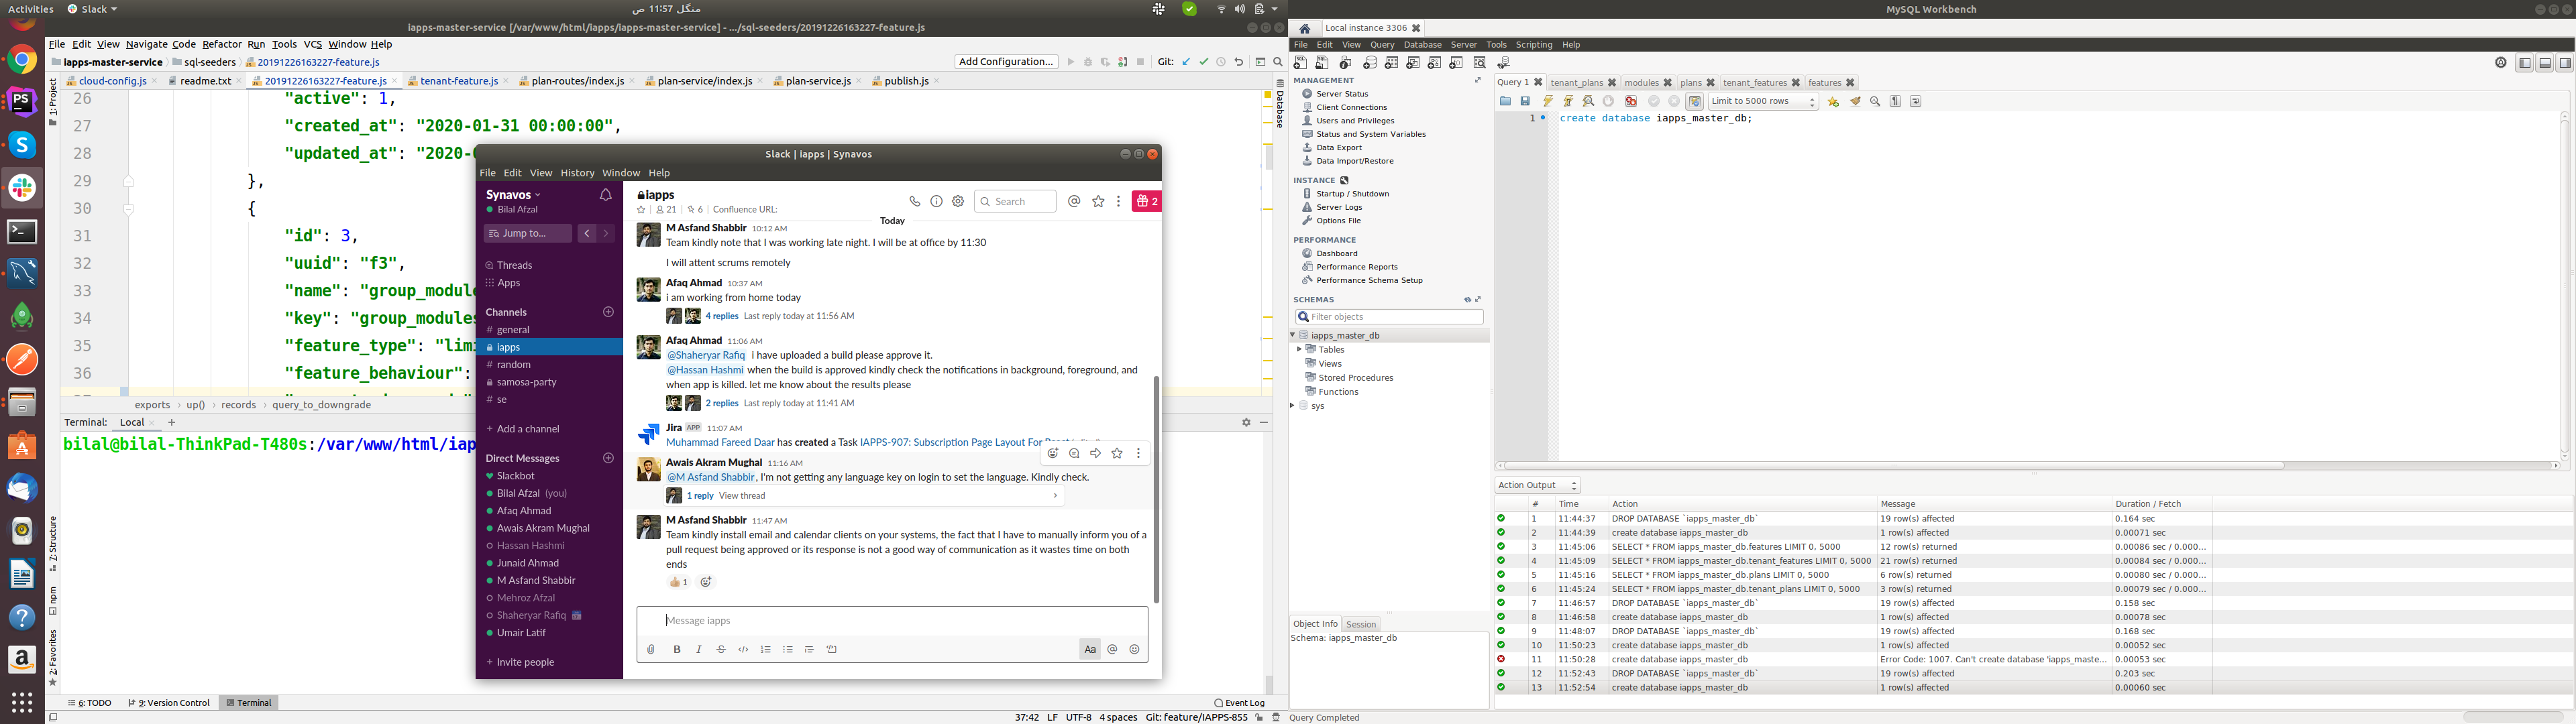 Activities
Slack
منگل 11:57 ص
iapps-master-service [/var/www/html/iapps/iapps-master-service] - .../sql-seeders/20191226163227-feature.js
File Edit View Navigate Code Refactor Run Tools VCS Window Help
iapps-master-service sql-seeders 20191226163227-feature.js
Add Configuration...
Git:
cloud-config.js readme.txt 20191226163227-feature.js tenant-feature.js plan-routes/index.js plan-service/index.js plan-service.js publish.js
1: Project
Database
26 "active": 1,
27 "created_at": "2020-01-31 00:00:00",
28 "updated_at": "2020-
29 },
30 {
31 "id": 3,
32 "uuid": "f3",
33 "name": "group_module
34 "key": "group_modules
35 "feature_type": "limi
36 "feature_behaviour":
exports up() records query_to_downgrade
Terminal: Local +
bilal@bilal-ThinkPad-T480s:/var/www/html/iap
7: Structure
npm
2: Favorites
6: TODO 9: Version Control Terminal
Event Log
37:42 LF UTF-8 4 spaces Git: feature/IAPPS-855
Slack | iapps | Synavos
File Edit View History Window Help
Synavos
Bilal Afzal
Jump to...
Threads
Apps
Channels
# general
iapps
# random
samosa-party
# se
+ Add a channel
Direct Messages
Slackbot
Bilal Afzal (you)
Afaq Ahmad
Awais Akram Mughal
Hassan Hashmi
Junaid Ahmad
M Asfand Shabbir
Mehroz Afzal
Shaheryar Rafiq
Umair Latif
+ Invite people
iapps
21 | 6 | Confluence URL:
Search
2
Today
M Asfand Shabbir 10:12 AM
Team kindly note that I was working late night. I will be at office by 11:30
I will attent scrums remotely
Afaq Ahmad 10:37 AM
i am working from home today
4 replies Last reply today at 11:56 AM
Afaq Ahmad 11:06 AM
@Shaheryar Rafiq i have uploaded a build please approve it.
@Hassan Hashmi when the build is approved kindly check the notifications in background, foreground, and
when app is killed. let me know about the results please
2 replies Last reply today at 11:41 AM
Jira APP 11:07 AM
Muhammad Fareed Daar has created a Task IAPPS-907: Subscription Page Layout For
Awais Akram Mughal 11:16 AM
@M Asfand Shabbir, I'm not getting any language key on login to set the language. Kindly check.
1 reply View thread
M Asfand Shabbir 11:47 AM
Team kindly install email and calendar clients on your systems, the fact that I have to manually inform you of a
pull request being approved or its response is not a good way of communication as it wastes time on both
ends
1
Message iapps
B I S Aa @
MySQL Workbench
Local instance 3306
File Edit View Query Database Server Tools Scripting Help
MANAGEMENT
Server Status
Client Connections
Users and Privileges
Status and System Variables
Data Export
Data Import/Restore
INSTANCE
Startup / Shutdown
Server Logs
Options File
PERFORMANCE
Dashboard
Performance Reports
Performance Schema Setup
SCHEMAS
Filter objects
iapps_master_db
Tables
Views
Stored Procedures
Functions
sys
Object Info Session
Schema: iapps_master_db
Query Completed
Query 1 tenant_plans modules plans tenant_features features
Limit to 5000 rows
1 create database iapps_master_db;
Action Output
# Time Action Message Duration / Fetch
1 11:44:37 DROP DATABASE `iapps_master_db` 19 row(s) affected 0.164 sec
2 11:44:39 create database iapps_master_db 1 row(s) affected 0.00071 sec
3 11:45:06 SELECT * FROM iapps_master_db.features LIMIT 0, 5000 12 row(s) returned 0.00086 sec / 0.000...
4 11:45:09 SELECT * FROM iapps_master_db.tenant_features LIMIT 0, 5000 21 row(s) returned 0.00084 sec / 0.000...
5 11:45:16 SELECT * FROM iapps_master_db.plans LIMIT 0, 5000 6 row(s) returned 0.00080 sec / 0.000...
6 11:45:24 SELECT * FROM iapps_master_db.tenant_plans LIMIT 0, 5000 3 row(s) returned 0.00079 sec / 0.000...
7 11:46:57 DROP DATABASE `iapps_master_db` 19 row(s) affected 0.158 sec
8 11:46:58 create database iapps_master_db 1 row(s) affected 0.00078 sec
9 11:48:07 DROP DATABASE `iapps_master_db` 19 row(s) affected 0.168 sec
10 11:50:23 create database iapps_master_db 1 row(s) affected 0.00052 sec
11 11:50:28 create database iapps_master_db Error Code: 1007. Can't create database 'iapps_maste... 0.00053 sec
12 11:52:43 DROP DATABASE `iapps_master_db` 19 row(s) affected 0.203 sec
13 11:52:54 create database iapps_master_db 1 row(s) affected 0.00060 sec